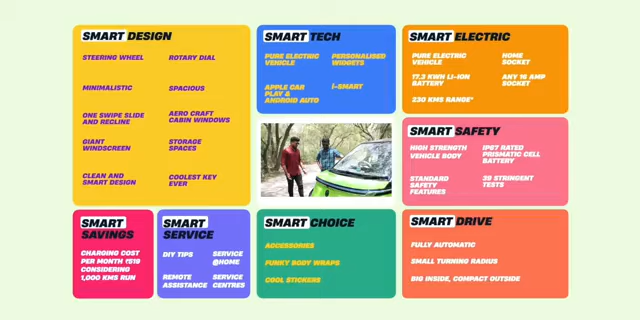 SMART DESIGN
STEERING WHEEL
ROTARY DIAL
MINIMALISTIC
SPACIOUS
ONE SWIPE SLIDE
AND RECLINE
AERO CRAFT
CABIN WINDOWS
GIANT
WINDSCREEN
STORAGE
SPACES
CLEAN AND
SMART DESIGN
COOLEST KEY
EVER
SMART TECH
PURE ELECTRIC
VEHICLE
PERSONALISED
WIDGETS
APPLE CAR
PLAY &
ANDROID AUTO
i-SMART
SMART ELECTRIC
PURE ELECTRIC
VEHICLE
HOME
SOCKET
17.3 KWH LI-ION
BATTERY
ANY 16 AMP
SOCKET
230 KMS RANGE*
SMART SAFETY
HIGH STRENGTH
VEHICLE BODY
IP67 RATED
PRISMATIC CELL
BATTERY
STANDARD
SAFETY
FEATURES
39 STRINGENT
TESTS
SMART
SAVINGS
CHARGING COST
PER MONTH ₹519
CONSIDERING
1,000 KMS RUN
SMART
SERVICE
DIY TIPS
SERVICE
@HOME
REMOTE
ASSISTANCE
SERVICE
CENTRES
SMART CHOICE
ACCESSORIES
FUNKY BODY WRAPS
COOL STICKERS
SMART DRIVE
FULLY AUTOMATIC
SMALL TURNING RADIUS
BIG INSIDE, COMPACT OUTSIDE